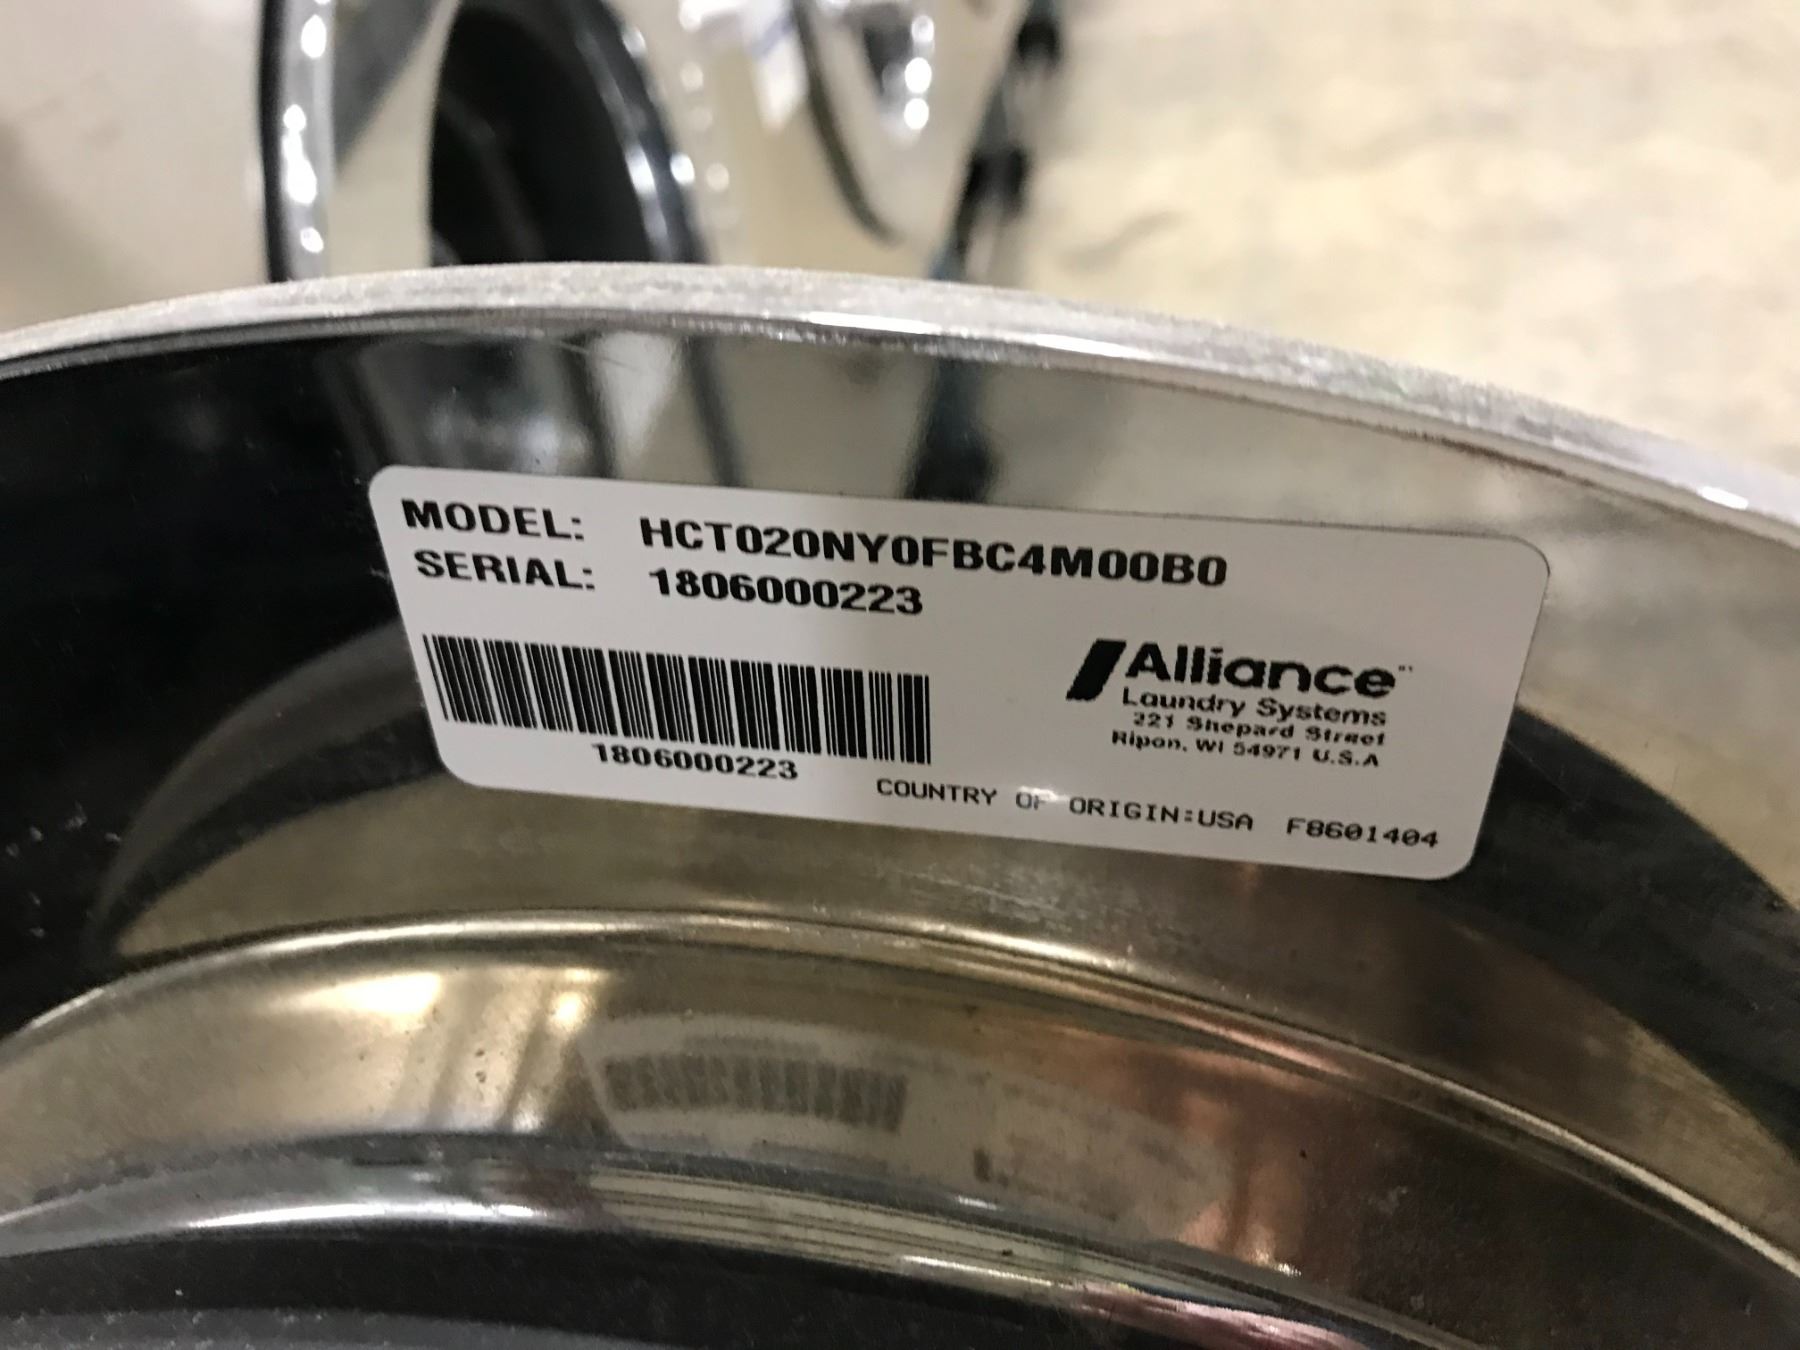 MODEL: HCT020NY0FBC4M00B0
SERIAL: 1806000223
1806000223
Alliance
Laundry Systems
221 Shepard Street
Ripon, WI 54971 U.S.A
COUNTRY OF ORIGIN:USA F8601404